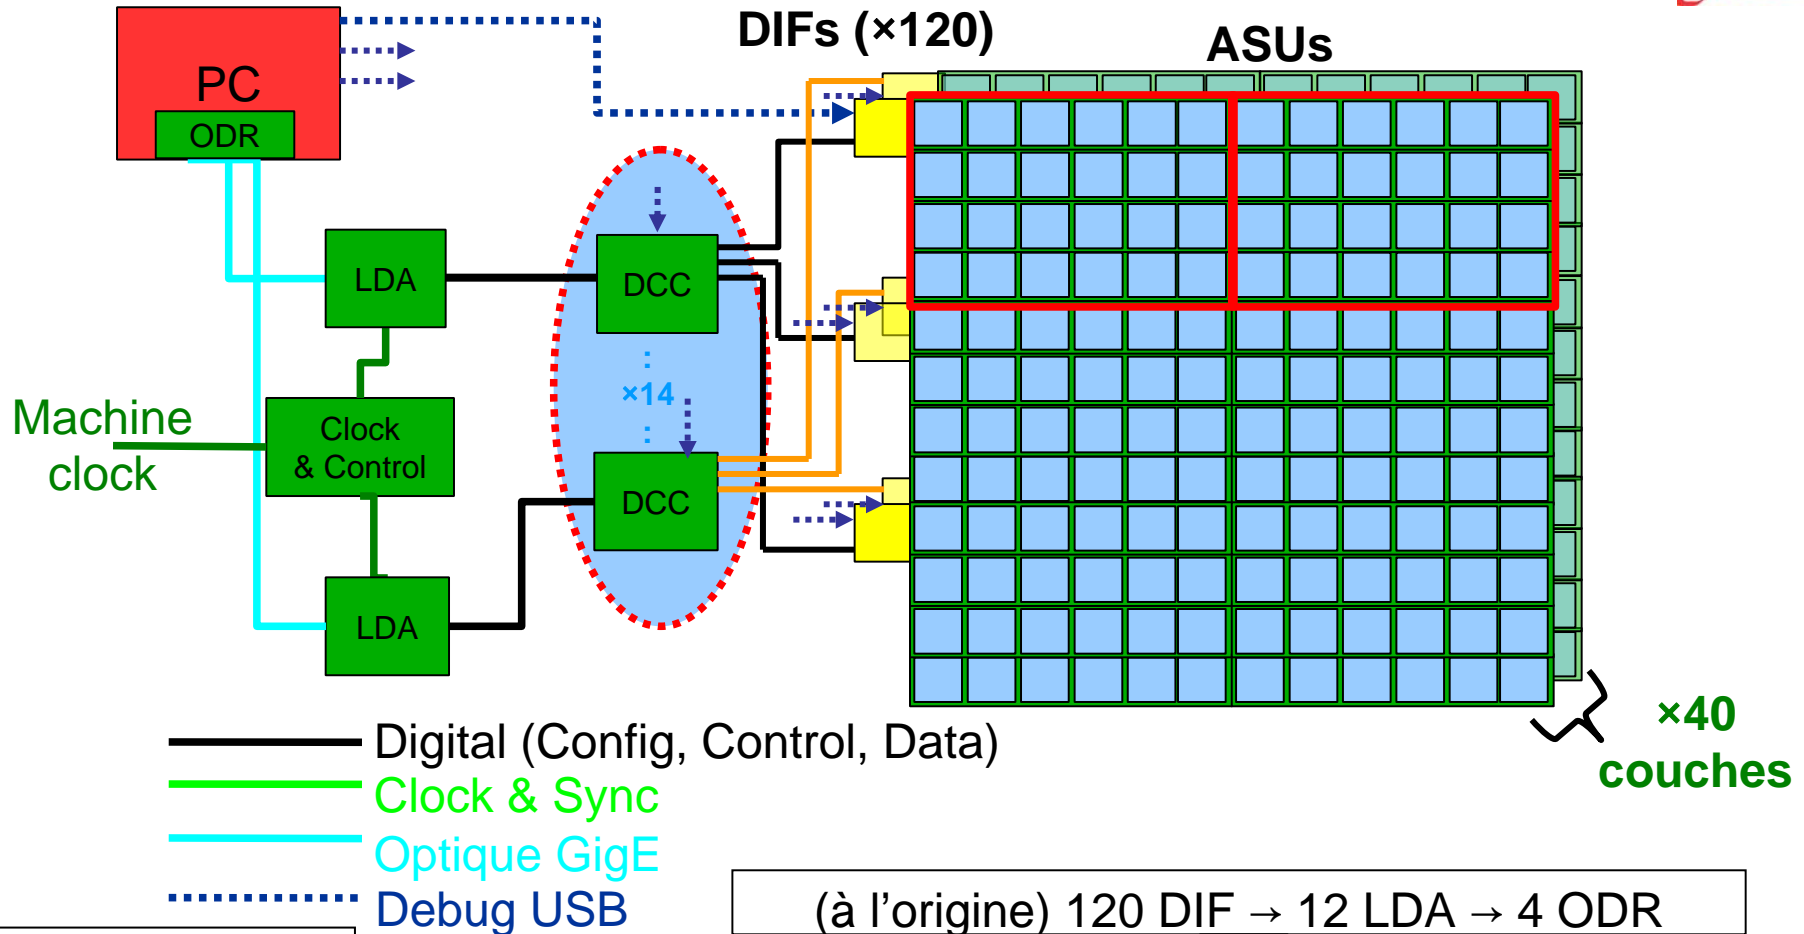 DIFs (×120)
ASUs
PC
ODR
LDA
DCC
×14
Machine
clock
Clock
& Control
DCC
LDA
×40
couches
Digital (Config, Control, Data)
Clock & Sync
Optique GigE
Debug USB
(à l'origine) 120 DIF → 12 LDA → 4 ODR